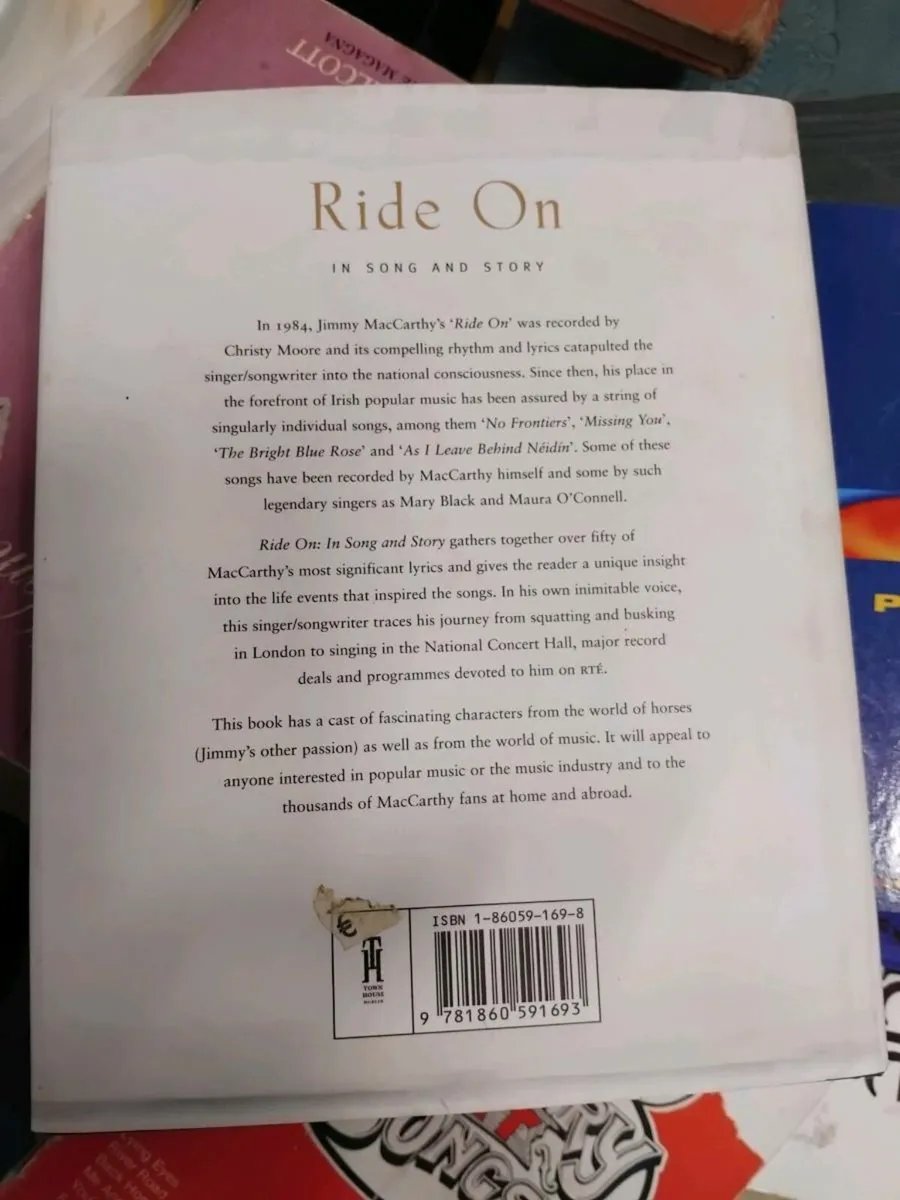 LCOTT
E MAGAGNA
Ride On
IN SONG AND STORY
In 1984, Jimmy MacCarthy's 'Ride On' was recorded by
Christy Moore and its compelling rhythm and lyrics catapulted the
singer/songwriter into the national consciousness. Since then, his place in
the forefront of Irish popular music has been assured by a string of
singularly individual songs, among them 'No Frontiers', 'Missing You',
'The Bright Blue Rose' and 'As I Leave Behind Néidín'. Some of these
songs have been recorded by MacCarthy himself and some by such
legendary singers as Mary Black and Maura O'Connell.
Ride On: In Song and Story gathers together over fifty of
MacCarthy's most significant lyrics and gives the reader a unique insight
into the life events that inspired the songs. In his own inimitable voice,
this singer/songwriter traces his journey from squatting and busking
in London to singing in the National Concert Hall, major record
deals and programmes devoted to him on RTÉ.
This book has a cast of fascinating characters from the world of horses
(Jimmy's other passion) as well as from the world of music. It will appeal to
anyone interested in popular music or the music industry and to the
thousands of MacCarthy fans at home and abroad.
€
TH
TOWN
HOUSE
DUBLIN
ISBN 1-86059-169-8
9 781860 591693
P